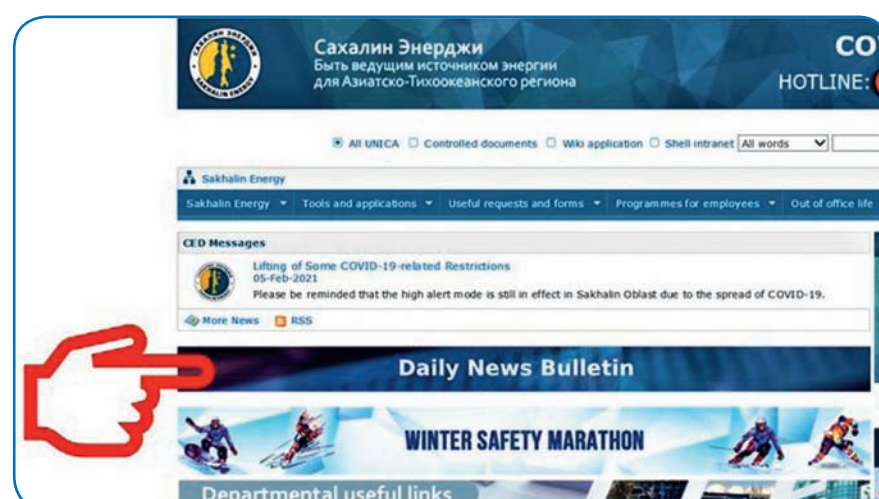 Сахалин Энерджи
Быть ведущим источником энергии
для Азиатско-Тихоокеанского региона
CO
HOTLINE:
All UNICA Controlled documents Wiki application Shell intranet All words
Sakhalin Energy
Sakhalin Energy Tools and applications Useful requests and forms Programmes for employees Out of office life
CED Messages
Lifting of Some COVID-19-related Restrictions
05-Feb-2021
Please be reminded that the high alert mode is still in effect in Sakhalin Oblast due to the spread of COVID-19.
More News RSS
Daily News Bulletin
WINTER SAFETY MARATHON
Departmental useful links